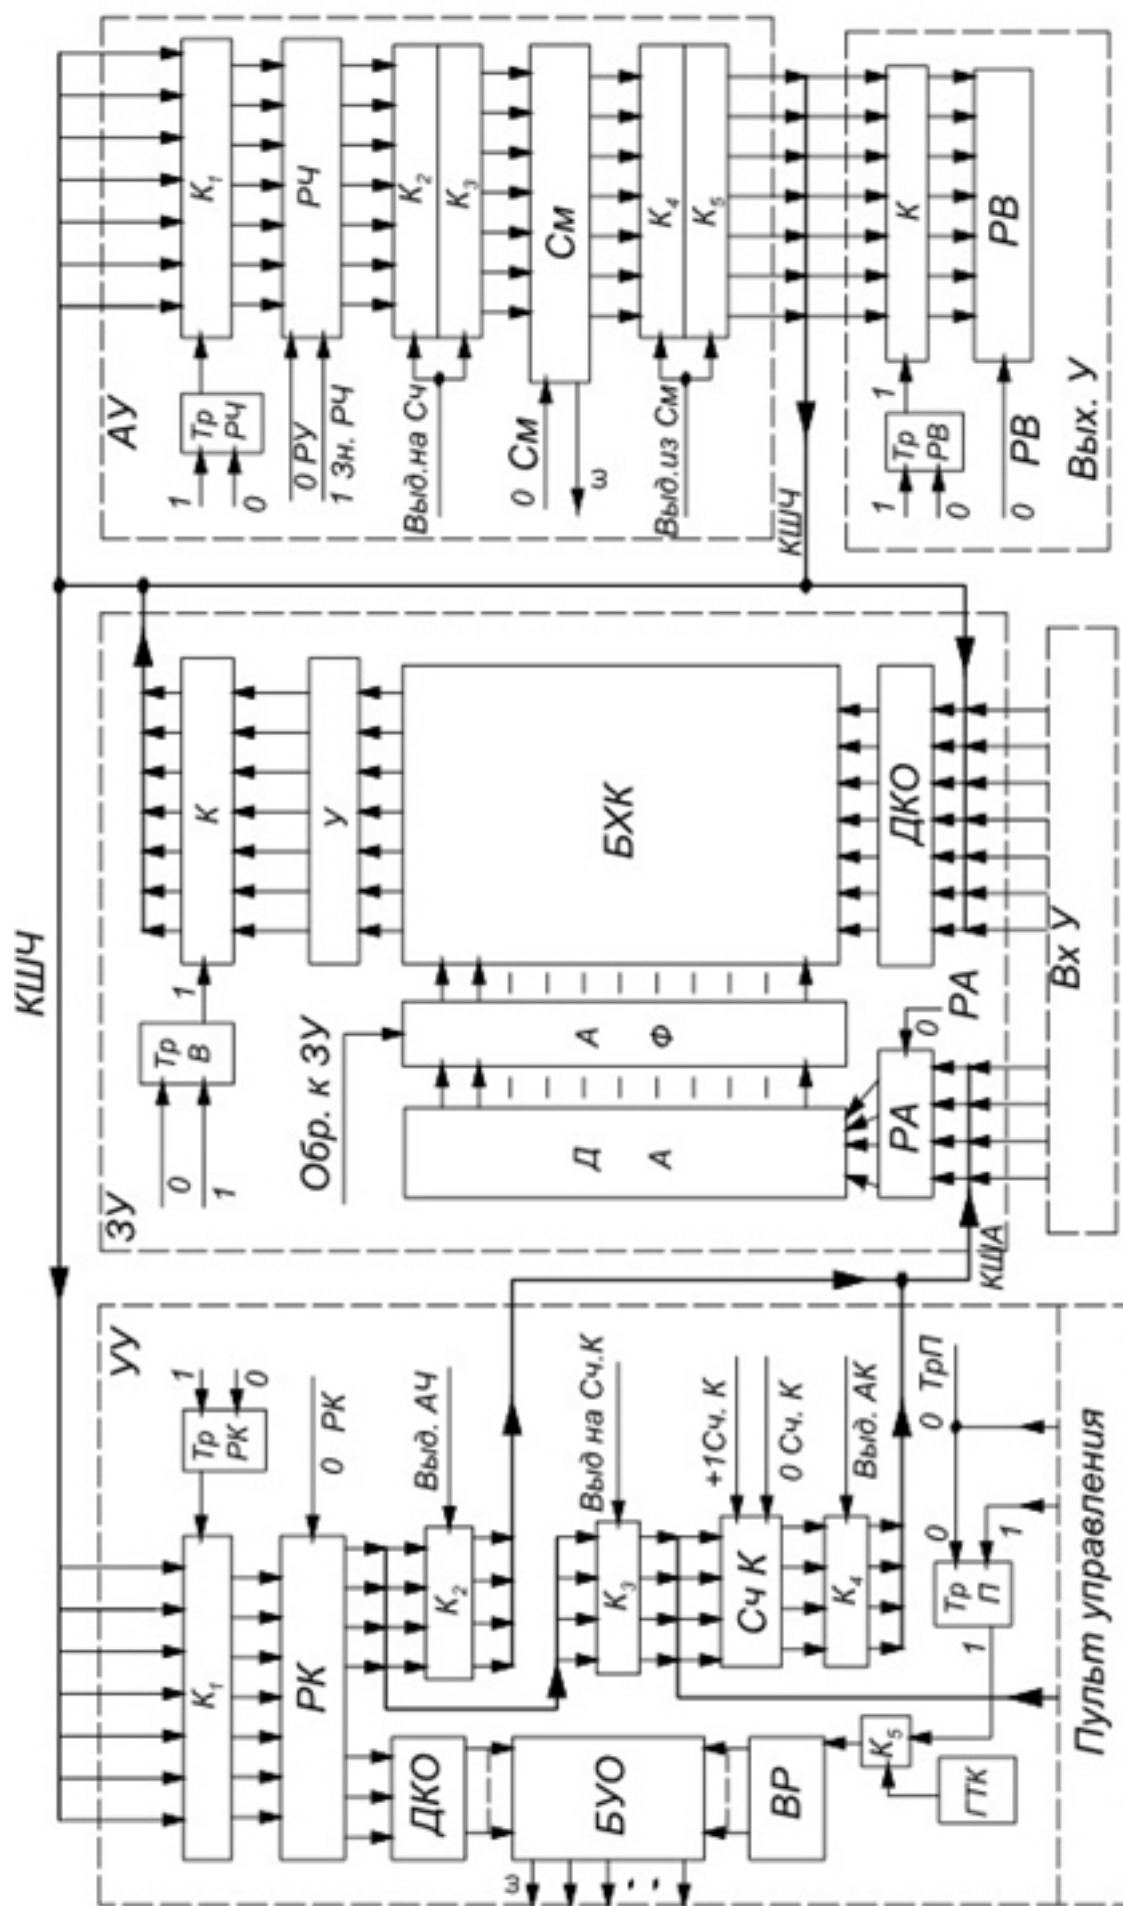 КШЧ
УУ
К1
Тр
РК
1
0
РК
0 РК
К2
Выд. АЧ
К3
Выд на Сч.К
Сч К
+1Сч. К
0 Сч. К
К4
Выд. АК
ДКО
БУО
ω
ВР
К5
ГТК
Тр
П
1
0
1
0 ТрП
Пульт управления
КША
ЗУ
0
1
Тр
В
1
К
У
Обр. к ЗУ
Д
А
А
Ф
БХК
РА
0
РА
ДКО
Вх У
АУ
1
0
Тр
РЧ
К1
0 РУ
1 Зн. РЧ
РЧ
Выд.на Сч
К2
К3
0 См
ω
См
Выд.из См
К4
К5
КШЧ
1
0
Тр
РВ
1
К
0 РВ
РВ
Вых. У